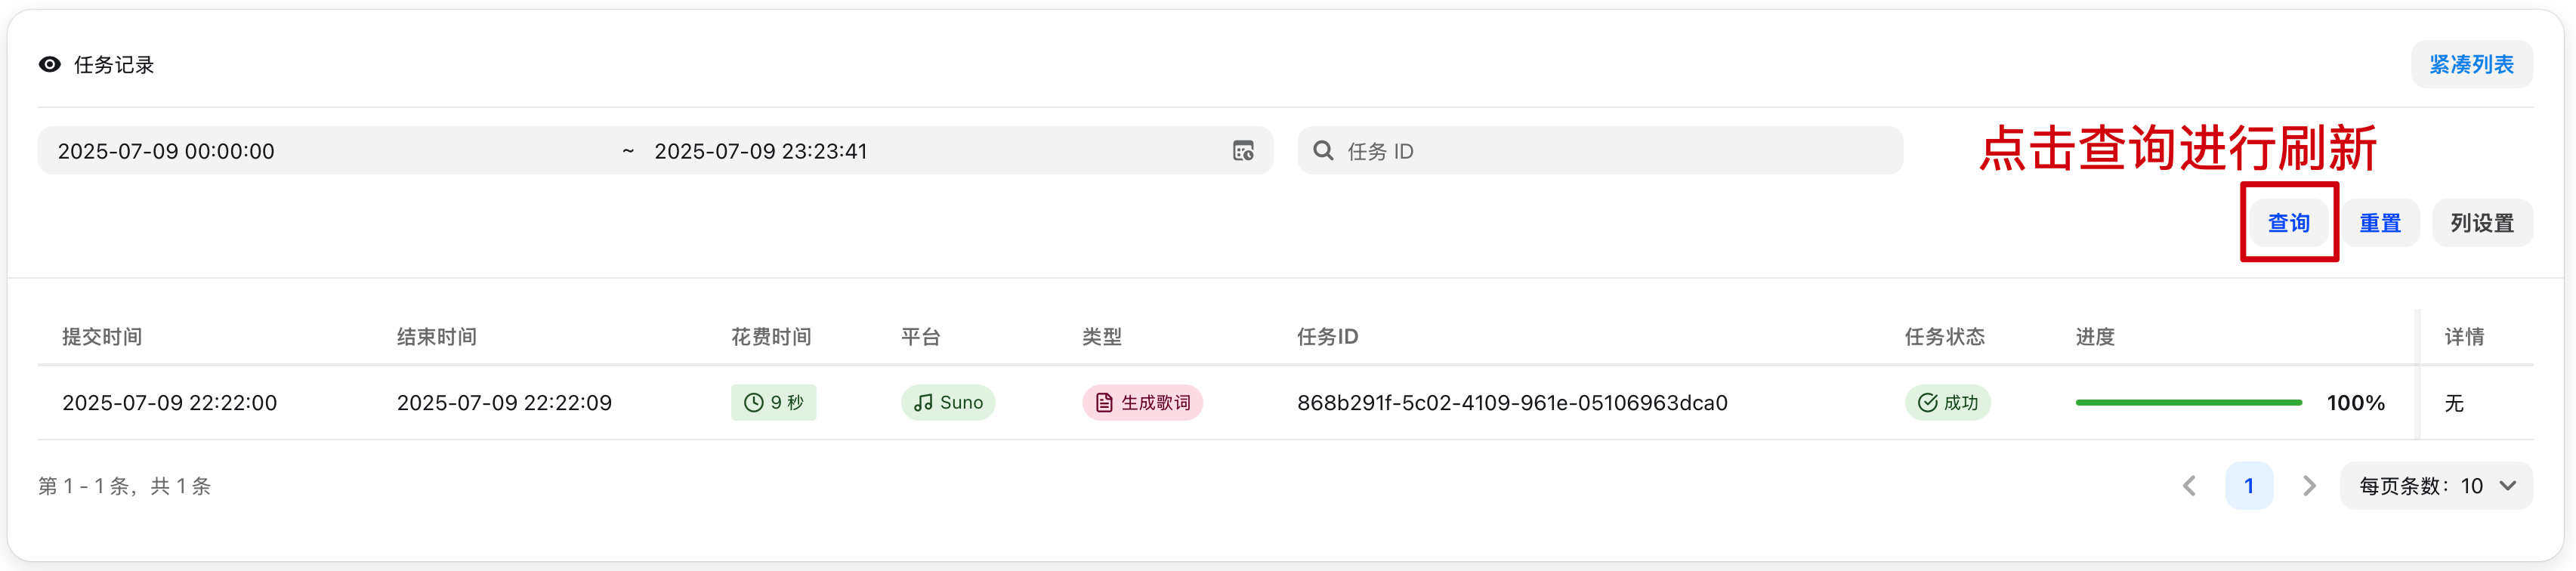 任务记录
紧凑列表
2025-07-09 00:00:00 ~ 2025-07-09 23:23:41
任务 ID
点击查询进行刷新
查询 重置 列设置
提交时间 结束时间 花费时间 平台 类型 任务ID 任务状态 进度 详情
2025-07-09 22:22:00 2025-07-09 22:22:09 9 秒 Suno 生成歌词 868b291f-5c02-4109-961e-05106963dca0 成功 100% 无
第 1 - 1 条，共 1 条
1
每页条数：10